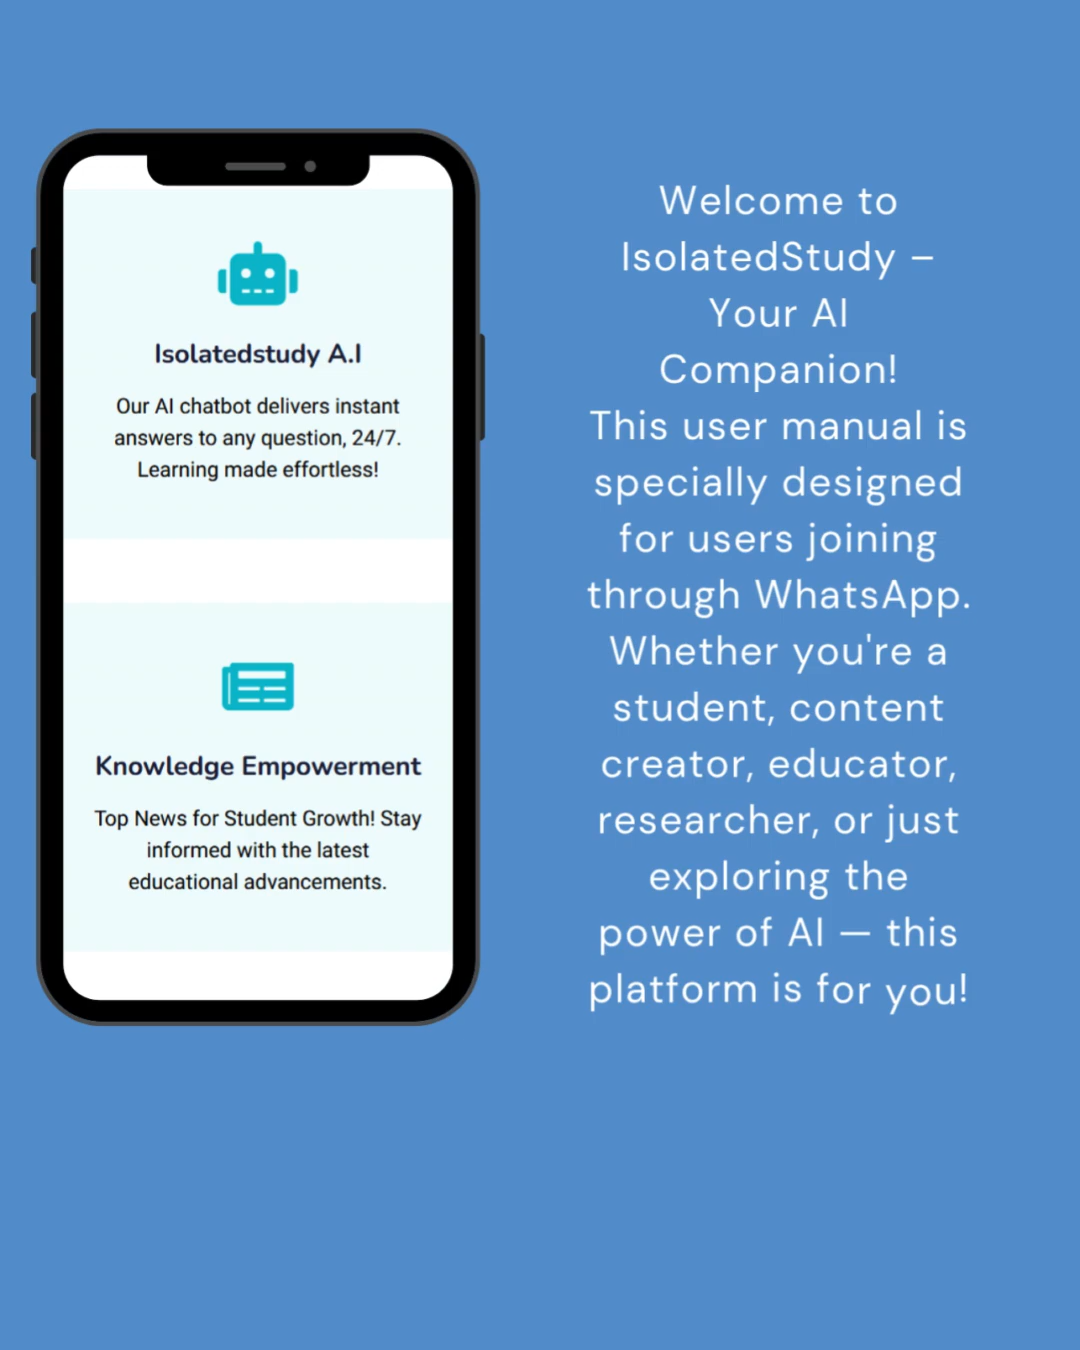 Isolatedstudy A.I
Our AI chatbot delivers instant
answers to any question, 24/7.
Learning made effortless!
Knowledge Empowerment
Top News for Student Growth! Stay
informed with the latest
educational advancements.
Welcome to
IsolatedStudy –
Your AI
Companion!
This user manual is
specially designed
for users joining
through WhatsApp.
Whether you're a
student, content
creator, educator,
researcher, or just
exploring the
power of AI — this
platform is for you!